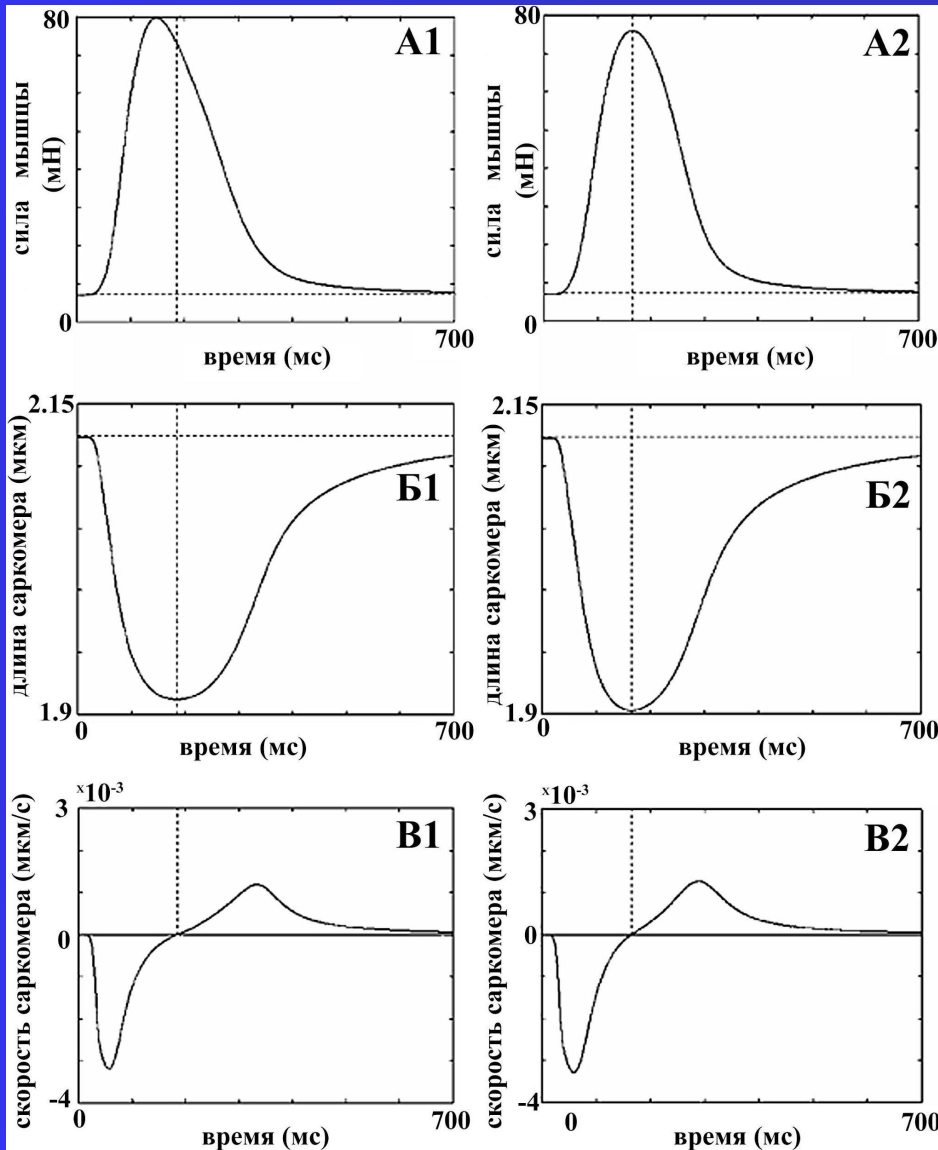 80
А1
сила мышцы
(мН)
0
700
время (мс)
80
А2
сила мышцы
(мН)
0
700
время (мс)
2.15
Б1
длина саркомера (мкм)
1.9
0
700
время (мс)
2.15
Б2
длина саркомера (мкм)
1.9
0
700
время (мс)
x10-3
3
В1
скорость саркомера (мкм/с)
0
-4
700
время (мс)
x10-3
3
В2
скорость саркомера (мкм/с)
0
-4
0
700
время (мс)